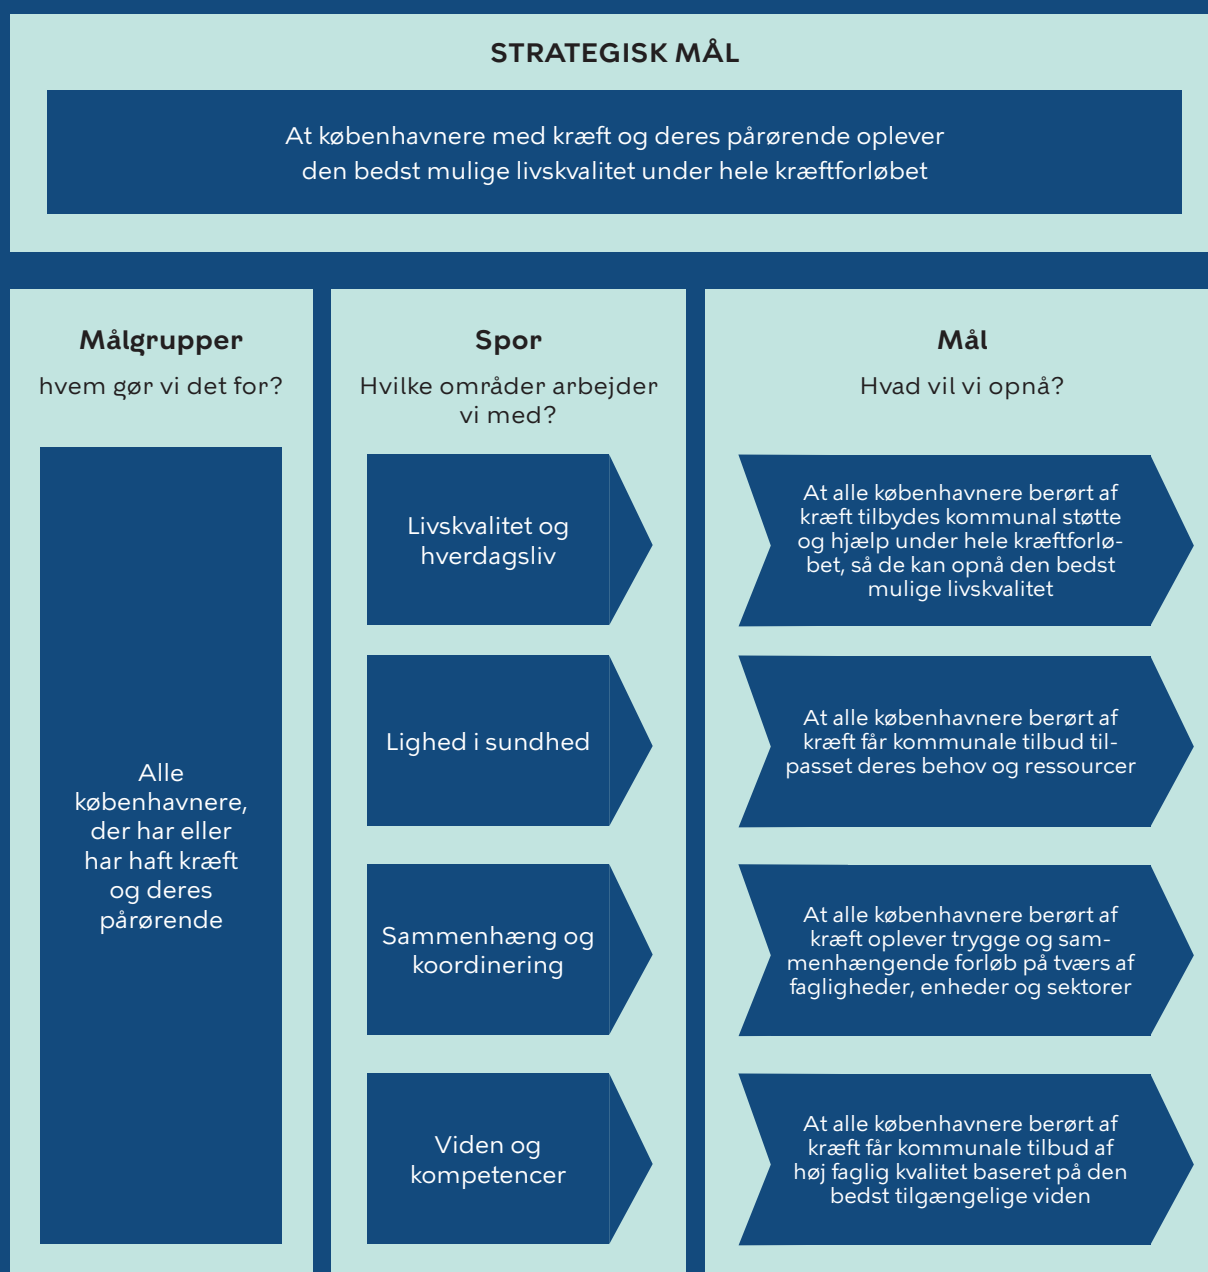 STRATEGISK MÅL
At københavnere med kræft og deres pårørende oplever
den bedst mulige livskvalitet under hele kræftforløbet
Målgrupper
hvem gør vi det for?
Alle
københavnere,
der har eller
har haft kræft
og deres
pårørende
Spor
Hvilke områder arbejder
vi med?
Livskvalitet og
hverdagsliv
Lighed i sundhed
Sammenhæng og
koordinering
Viden og
kompetencer
Mål
Hvad vil vi opnå?
At alle københavnere berørt af
kræft tilbydes kommunal støtte
og hjælp under hele kræftforlø-
bet, så de kan opnå den bedst
mulige livskvalitet
At alle københavnere berørt af
kræft får kommunale tilbud til-
passet deres behov og ressourcer
At alle københavnere berørt af
kræft oplever trygge og sam-
menhængende forløb på tværs af
fagligheder, enheder og sektorer
At alle københavnere berørt af
kræft får kommunale tilbud af
høj faglig kvalitet baseret på den
bedst tilgængelige viden